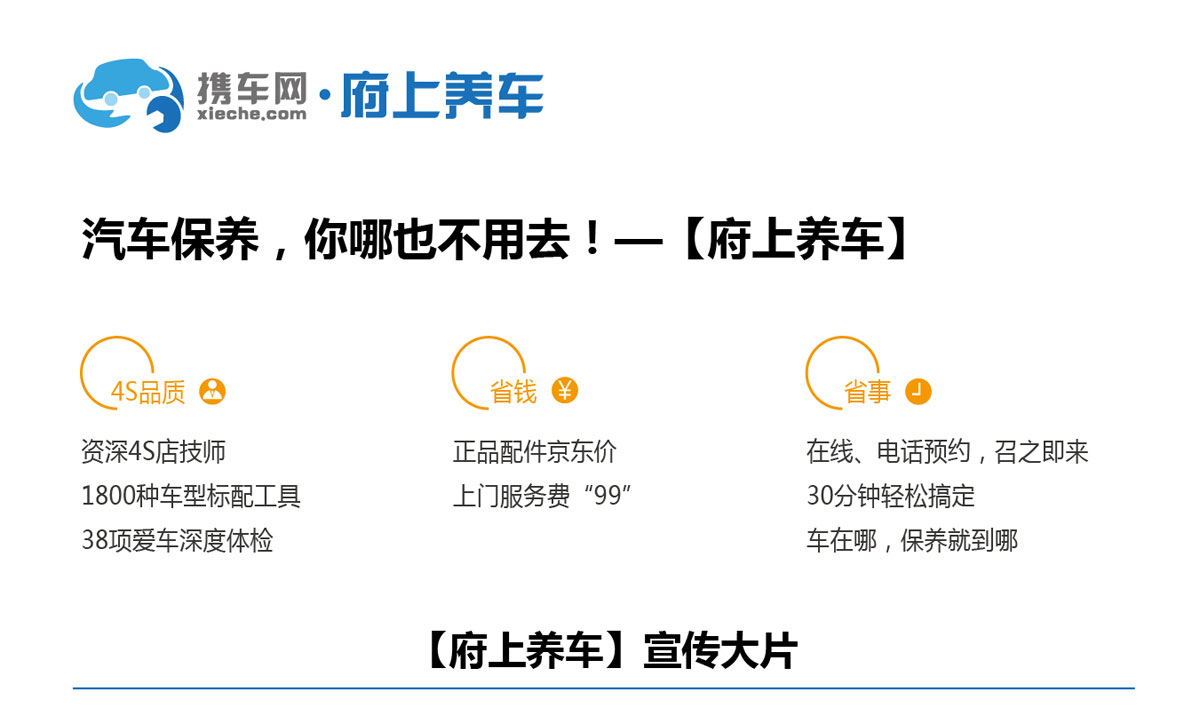 携车网·府上养车
xieche.com
汽车保养，你哪也不用去！—【府上养车】
4S品质
资深4S店技师
1800种车型标配工具
38项爱车深度体检
省钱 ¥
正品配件京东价
上门服务费“99”
省事
在线、电话预约，召之即来
30分钟轻松搞定
车在哪，保养就到哪
【府上养车】宣传大片